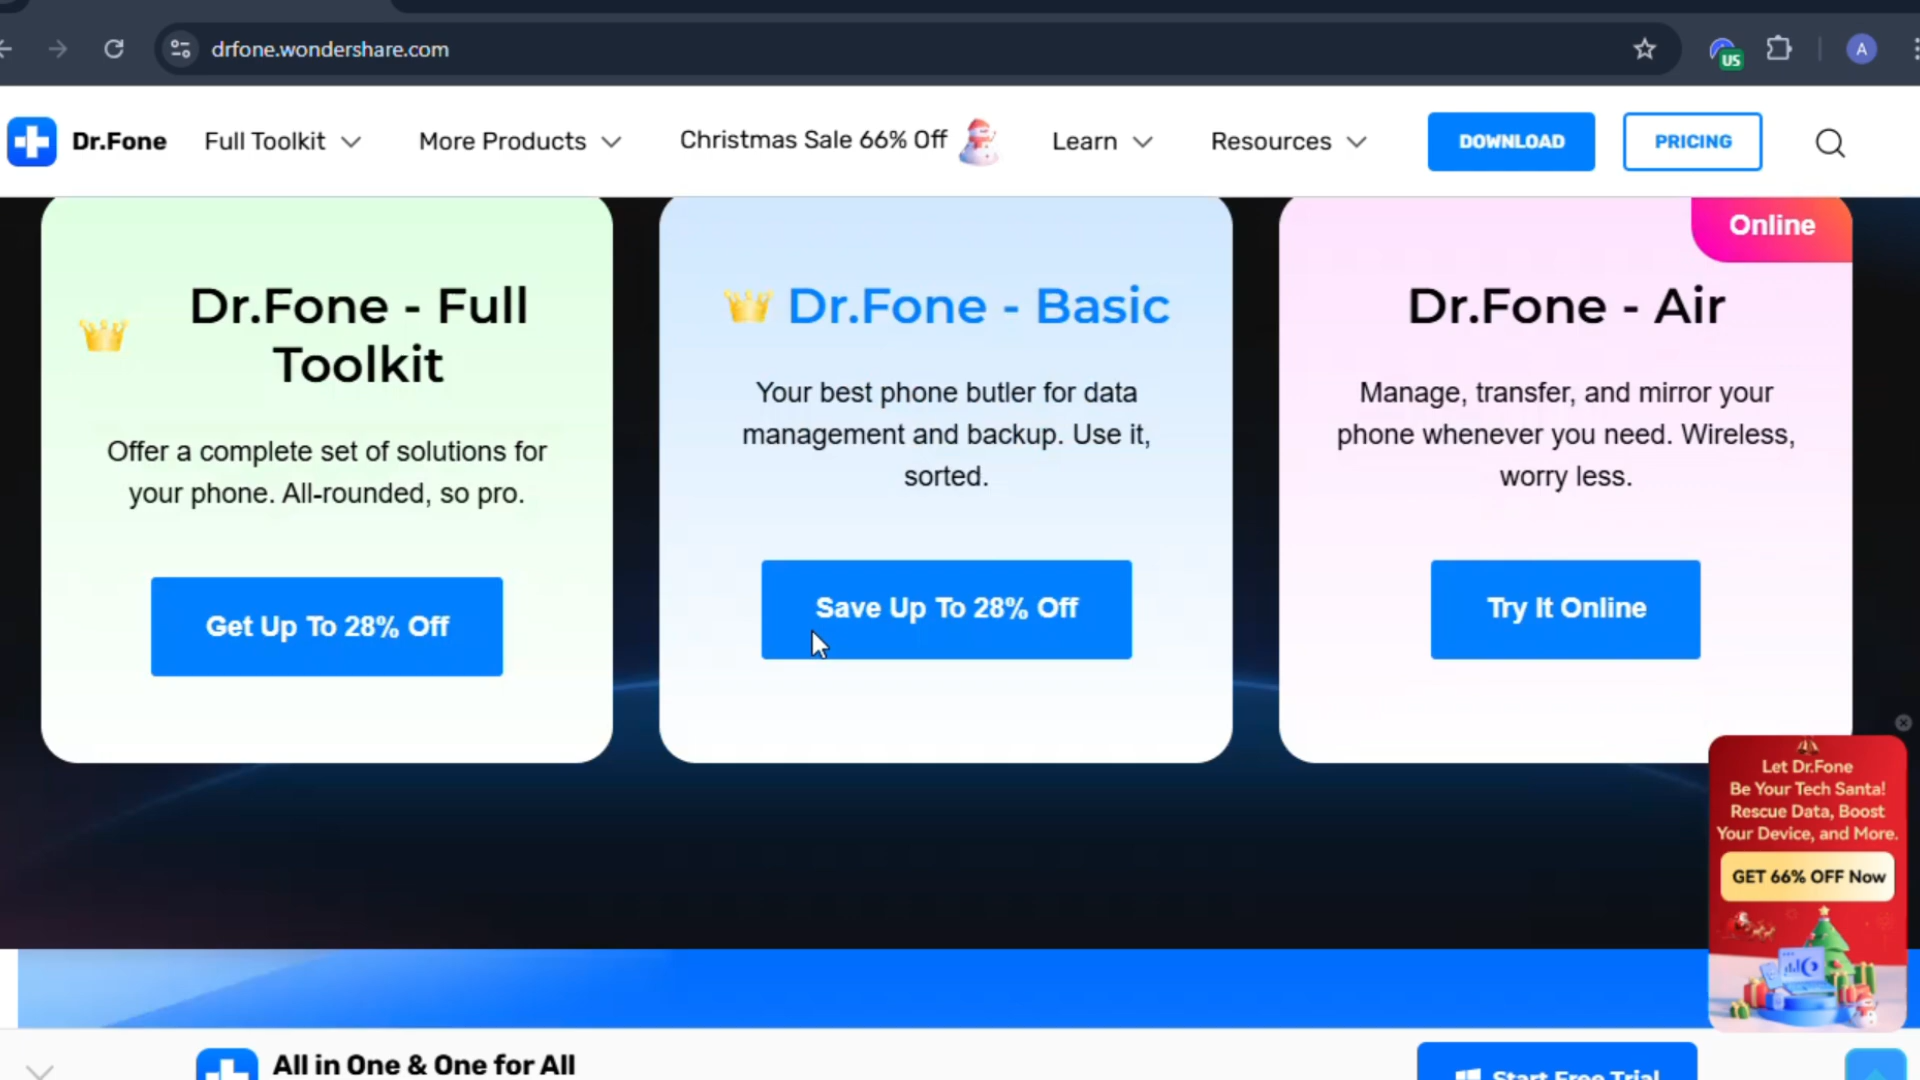 drfone.wondershare.com
US
A
Dr.Fone
Full Toolkit
More Products
Christmas Sale 66% Off
Learn
Resources
DOWNLOAD
PRICING
Online
Dr.Fone - Full
Toolkit
Offer a complete set of solutions for
your phone. All-rounded, so pro.
Get Up To 28% Off
Dr.Fone - Basic
Your best phone butler for data
management and backup. Use it,
sorted.
Save Up To 28% Off
Dr.Fone - Air
Manage, transfer, and mirror your
phone whenever you need. Wireless,
worry less.
Try It Online
Let Dr.Fone
Be Your Tech Santa!
Rescue Data, Boost
Your Device, and More.
GET 66% OFF Now
All in One & One for All
Start Free Trial